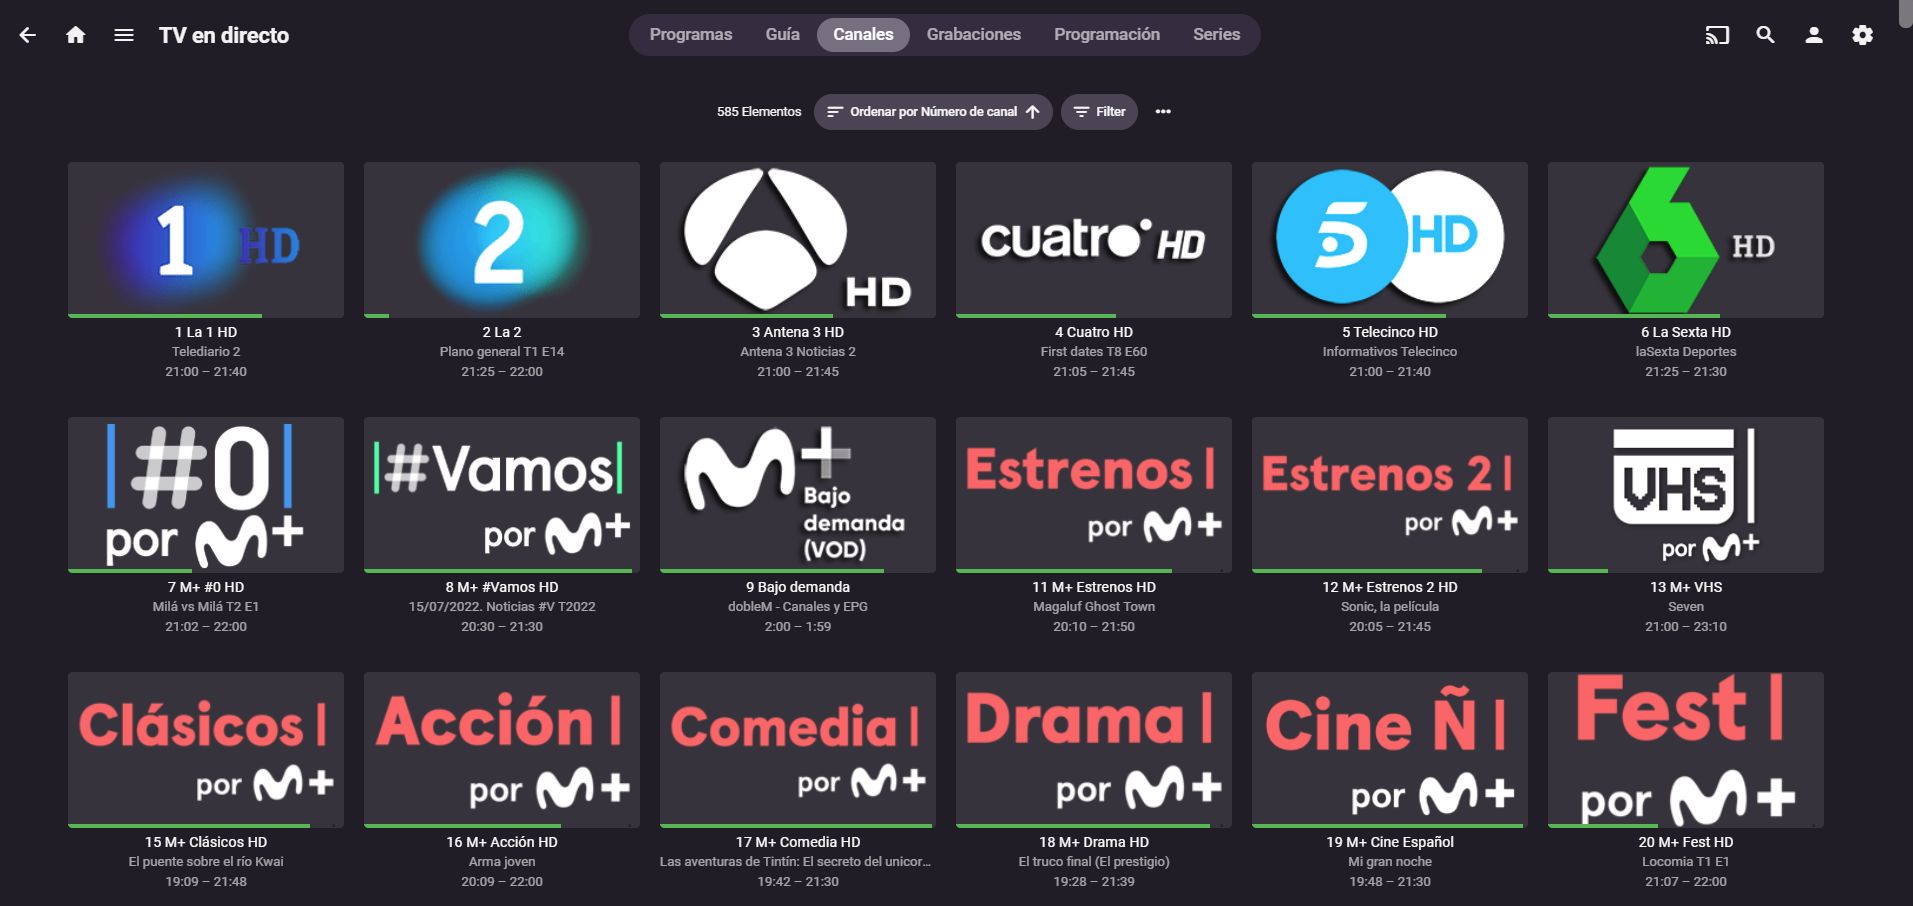 TV en directo
Programas Guía Canales Grabaciones Programación Series
585 Elementos Ordenar por Número de canal Filter
1 HD
2
HD
cuatro HD
5 HD
6 HD
1 La 1 HD
Telediario 2
21:00 – 21:40
2 La 2
Plano general T1 E14
21:25 – 22:00
3 Antena 3 HD
Antena 3 Noticias 2
21:00 – 21:45
4 Cuatro HD
First dates T8 E60
21:05 – 21:45
5 Telecinco HD
Informativos Telecinco
21:00 – 21:40
6 La Sexta HD
laSexta Deportes
21:25 – 21:30
|#0|
por M+
|#Vamos|
por M+
M+
Bajo
demanda
(VOD)
Estrenos|
por M+
Estrenos 2|
por M+
VHS|
por M+
7 M+ #0 HD
Milá vs Milá T2 E1
21:02 – 22:00
8 M+ #Vamos HD
15/07/2022. Noticias #V T2022
20:30 – 21:30
9 Bajo demanda
dobleM - Canales y EPG
2:00 – 1:59
11 M+ Estrenos HD
Magaluf Ghost Town
20:10 – 21:50
12 M+ Estrenos 2 HD
Sonic, la película
20:05 – 21:45
13 M+ VHS
Seven
21:00 – 23:10
Clásicos|
por M+
Acción|
por M+
Comedia|
por M+
Drama|
por M+
Cine Ñ|
por M+
Fest|
por M+
15 M+ Clásicos HD
El puente sobre el río Kwai
19:09 – 21:48
16 M+ Acción HD
Arma joven
20:09 – 22:00
17 M+ Comedia HD
Las aventuras de Tintín: El secreto del unicor...
19:42 – 21:30
18 M+ Drama HD
El truco final (El prestigio)
19:28 – 21:39
19 M+ Cine Español
Mi gran noche
19:48 – 21:30
20 M+ Fest HD
Locomia T1 E1
21:07 – 22:00